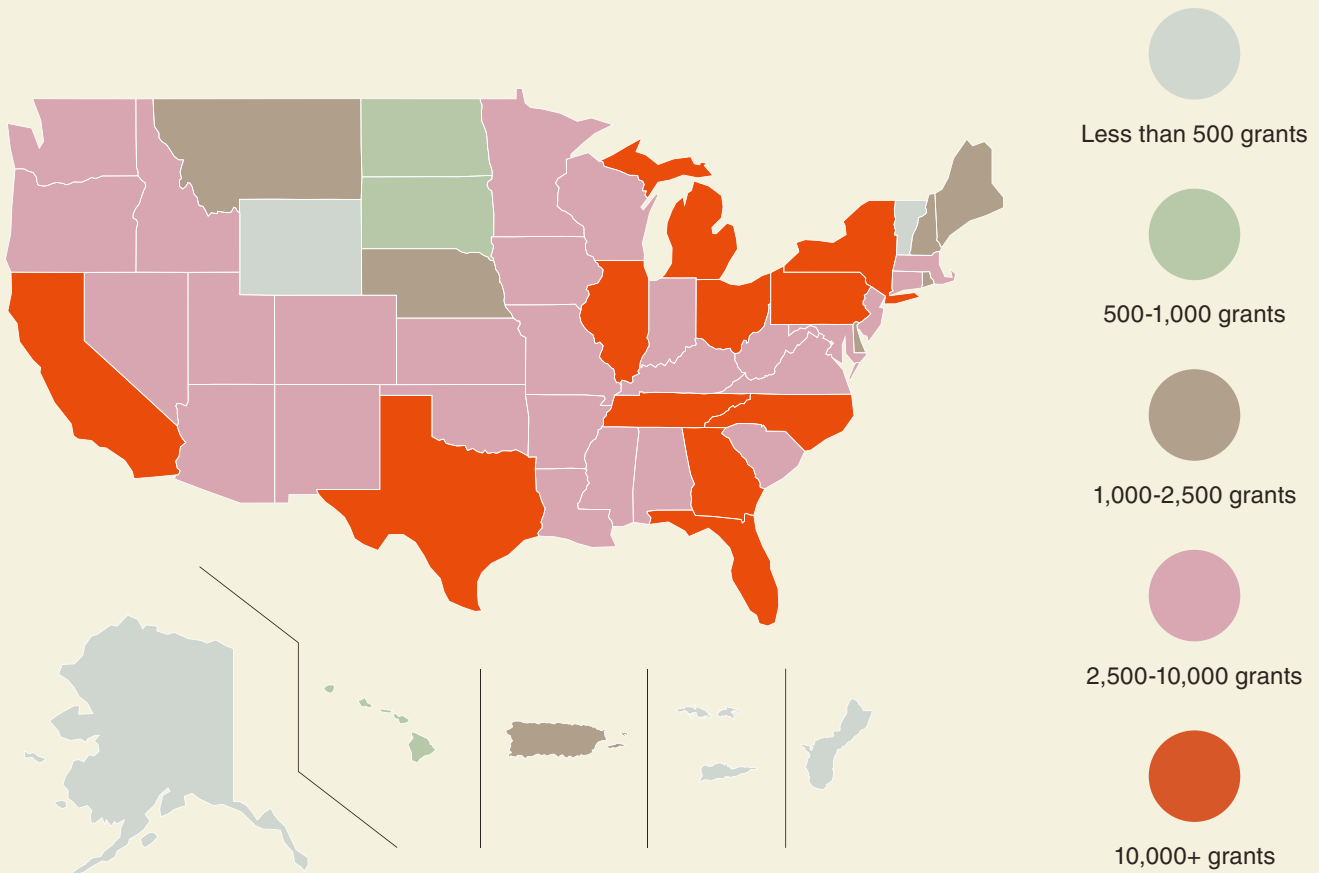 Less than 500 grants
500-1,000 grants
1,000-2,500 grants
2,500-10,000 grants
10,000+ grants